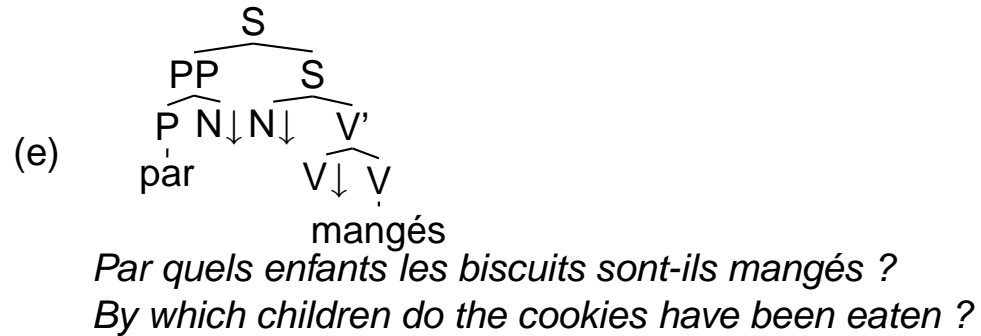 S
PP S
P N↓ N↓ V'
(e)
par V↓ V
mangés
Par quels enfants les biscuits sont-ils mangés ?
By which children do the cookies have been eaten ?